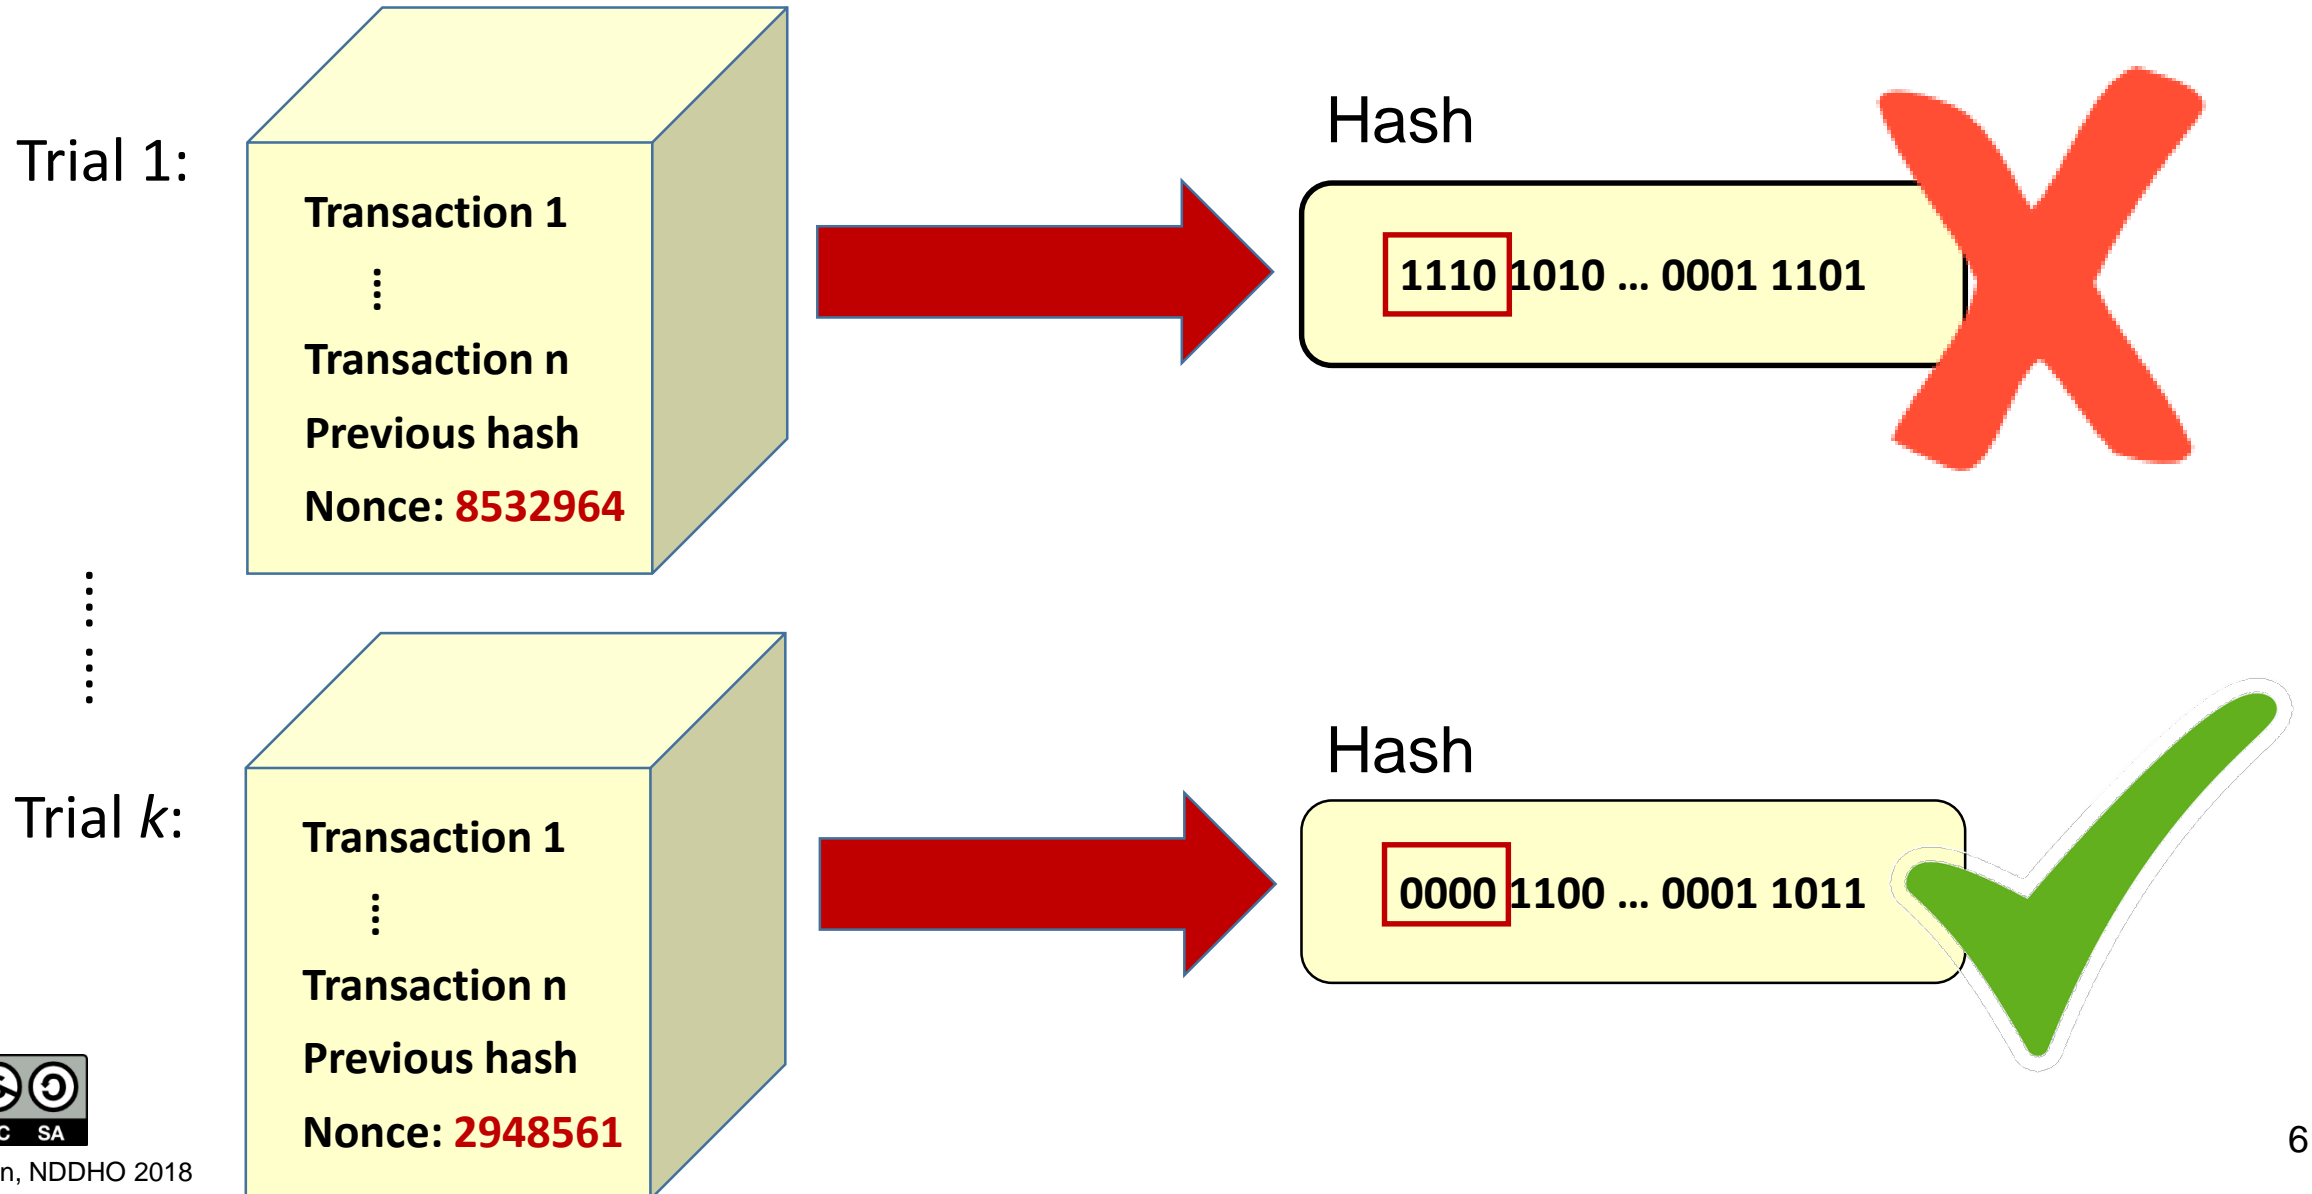 Trial 1:
Transaction 1
Transaction n
Previous hash
Nonce: 8532964
Hash
1110 1010 ... 0001 1101
Trial k:
Transaction 1
Transaction n
Previous hash
Nonce: 2948561
Hash
0000 1100 ... 0001 1011
SA
NDDHO 2018
6